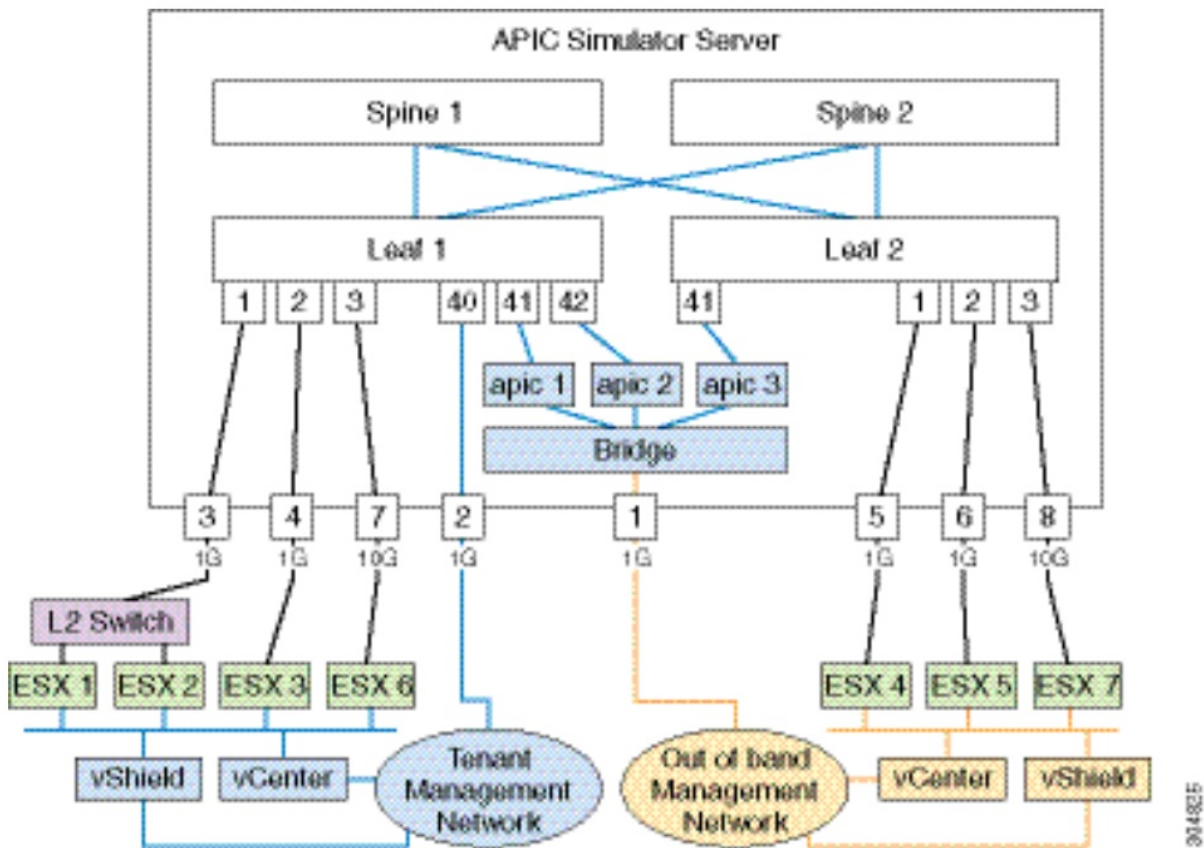 APIC Simulator Server
Spine 1
Spine 2
Leaf 1
Leaf 2
1
2
3
40
41
42
41
1
2
3
apic 1
apic 2
apic 3
Bridge
3
4
7
2
1
5
6
8
1G
1G
10G
1G
1G
1G
1G
10G
L2 Switch
ESX 1
ESX 2
ESX 3
ESX 6
ESX 4
ESX 5
ESX 7
vShield
vCenter
Tenant
Management
Network
Out of band
Management
Network
vCenter
vShield
304825